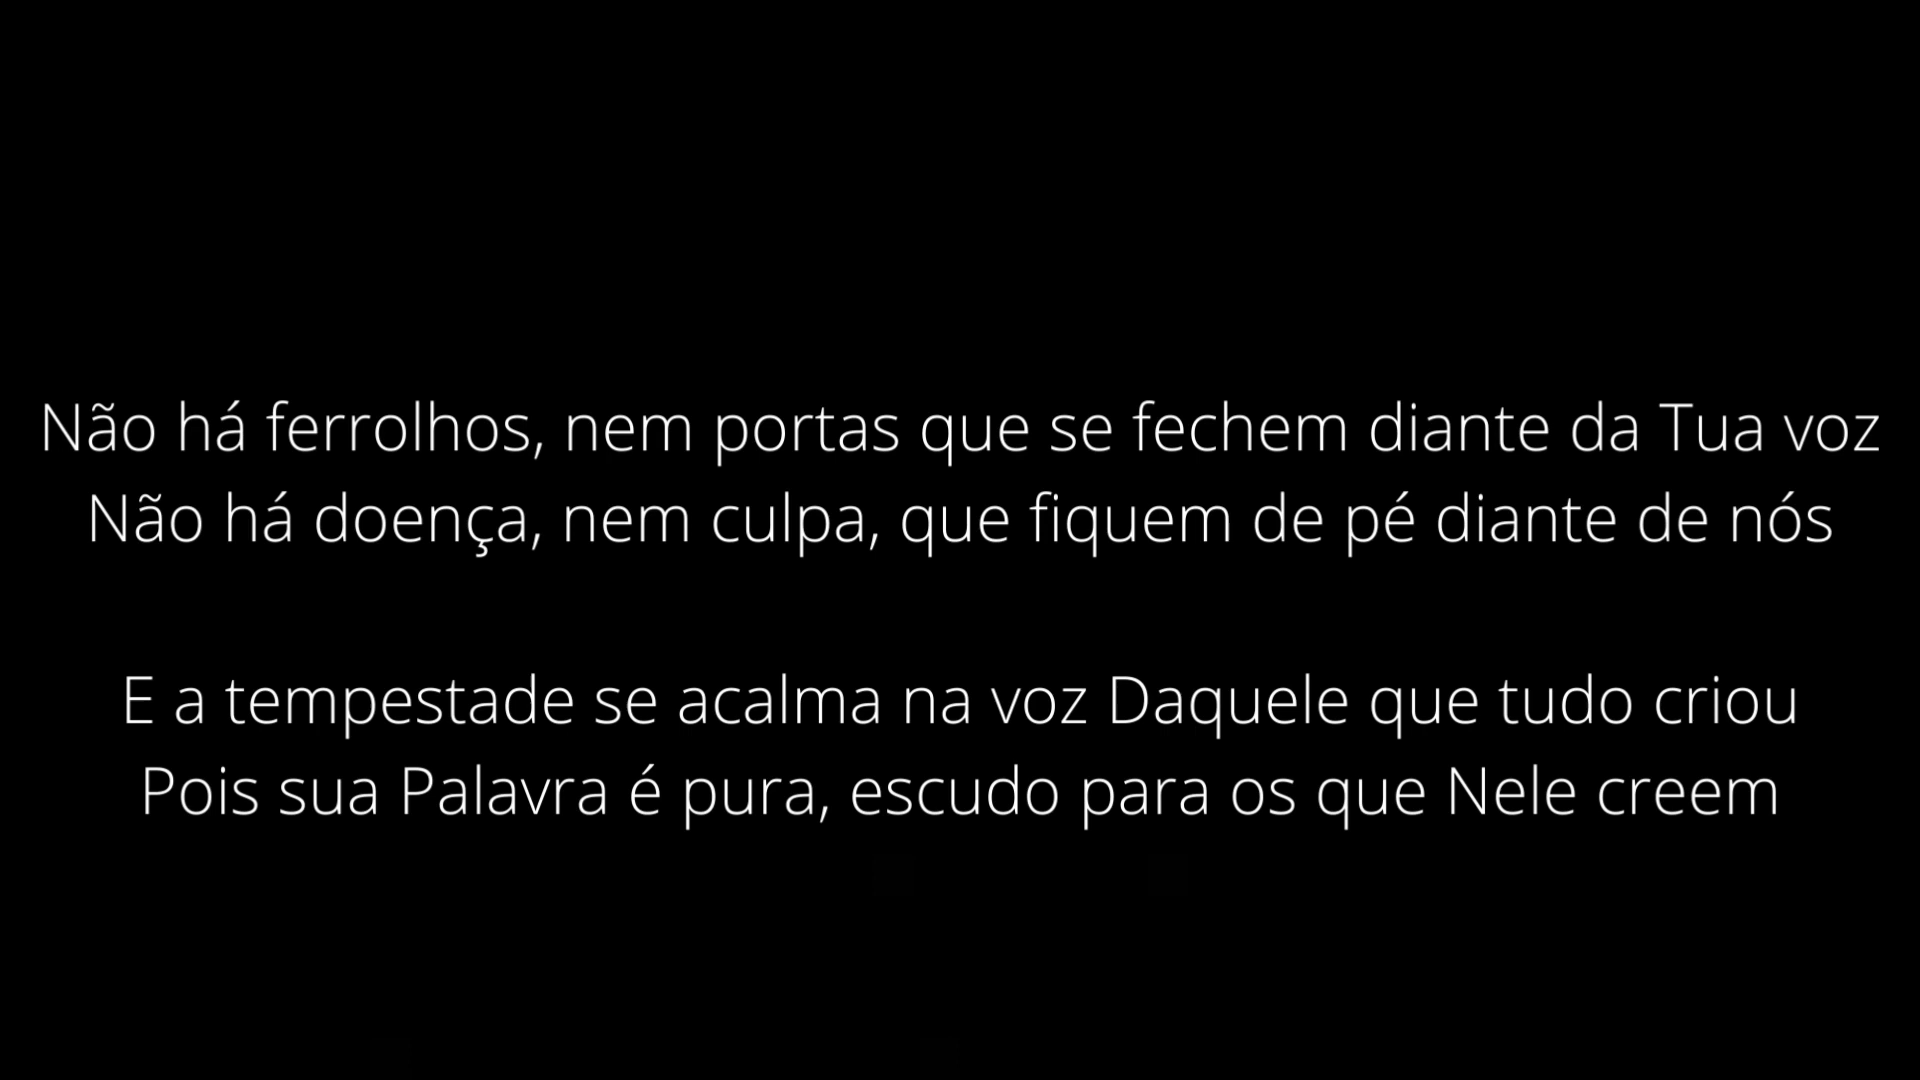 Não há ferrolhos, nem portas que se fechem diante da Tua voz
Não há doença, nem culpa, que fiquem de pé diante de nós
E a tempestade se acalma na voz Daquele que tudo criou
Pois sua Palavra é pura, escudo para os que Nele creem